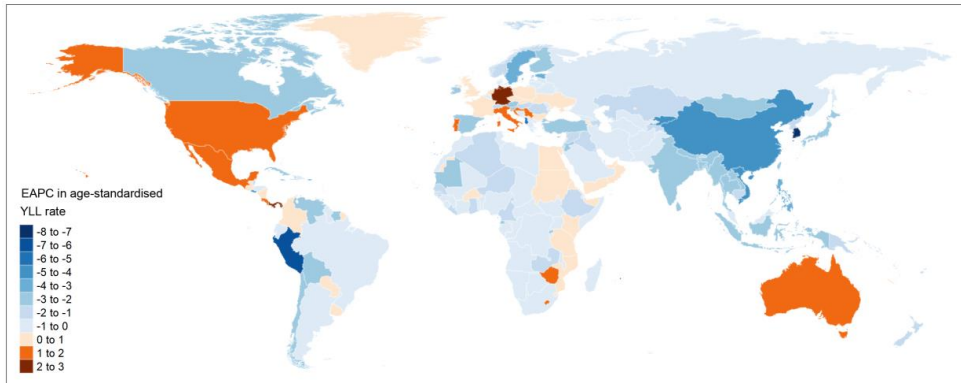 EAPC in age-standardised
YLL rate
-8 to -7
-7 to -6
-6 to -5
-5 to -4
-4 to -3
-3 to -2
-2 to -1
-1 to 0
0 to 1
1 to 2
2 to 3